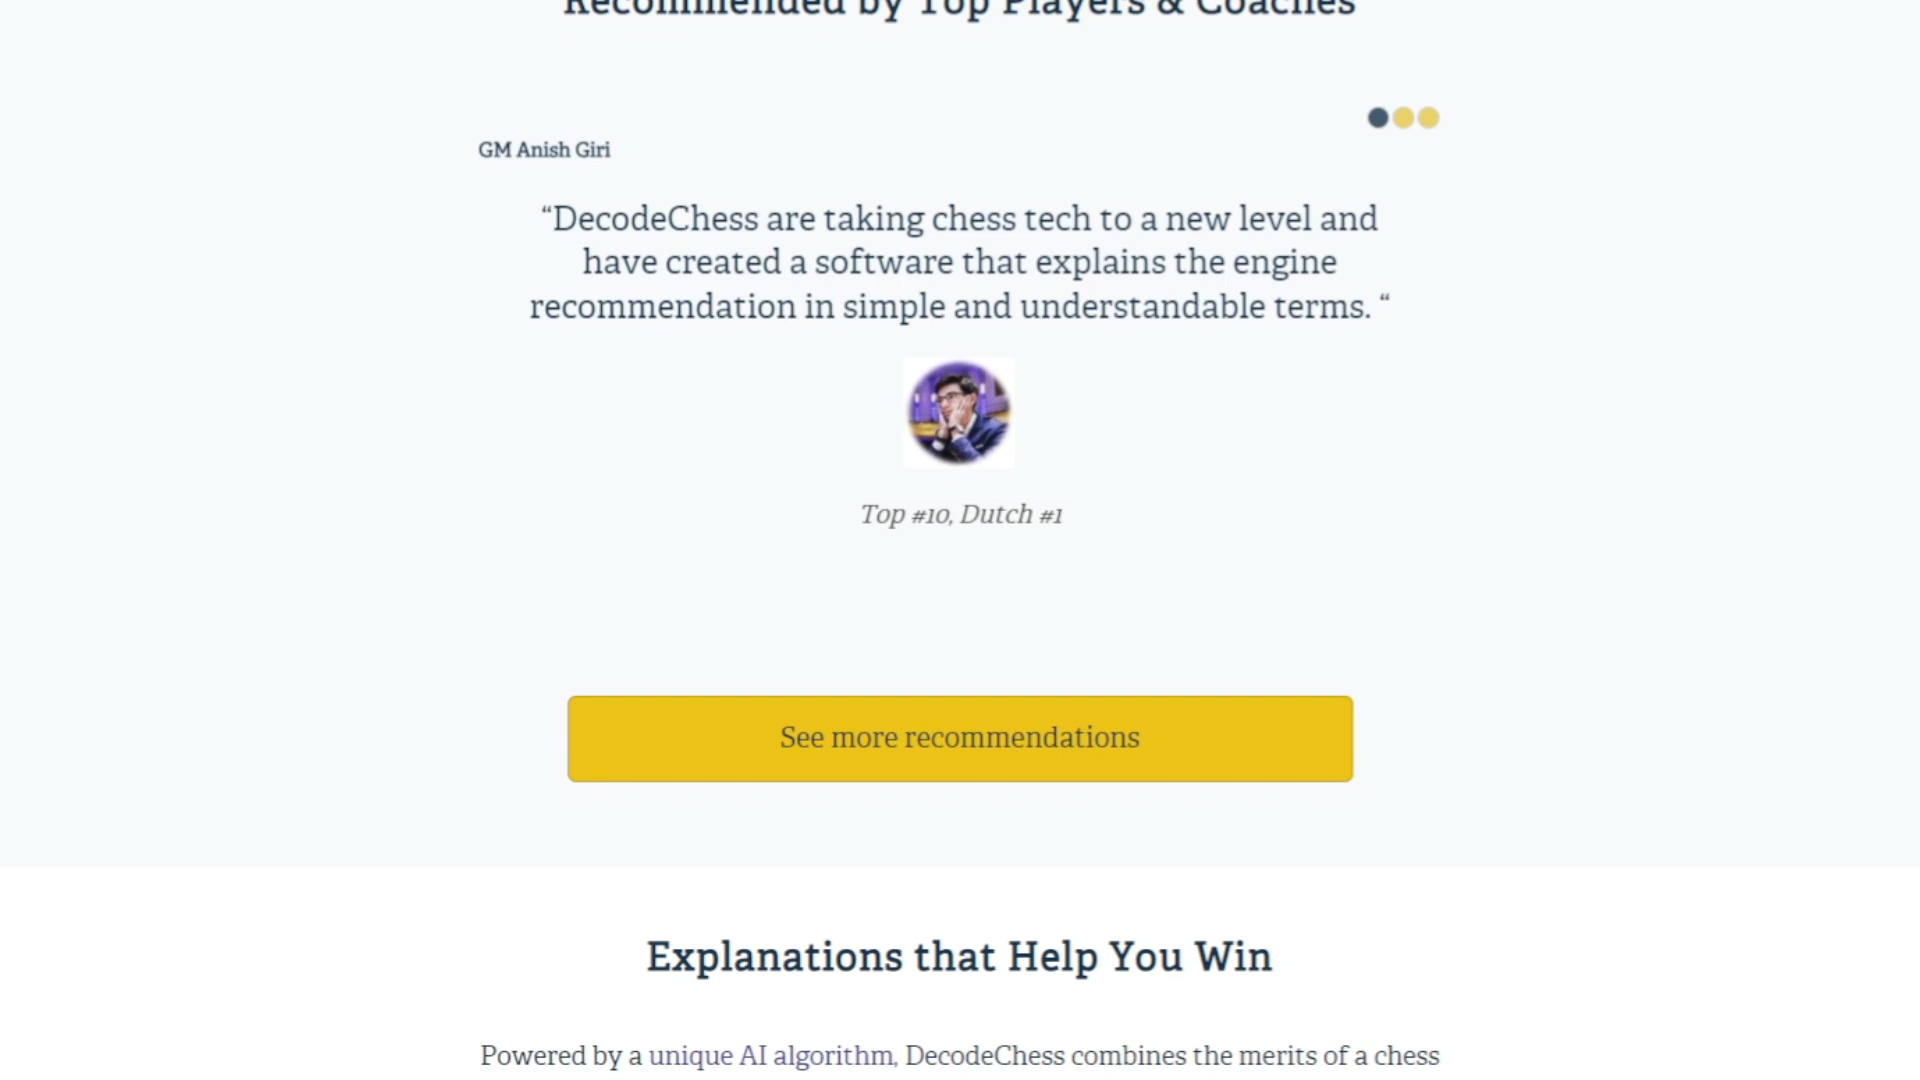 Recommended by Top Players & Coaches
GM Anish Giri
“DecodeChess are taking chess tech to a new level and
have created a software that explains the engine
recommendation in simple and understandable terms. “
Top #10, Dutch #1
See more recommendations
Explanations that Help You Win
Powered by a unique AI algorithm, DecodeChess combines the merits of a chess